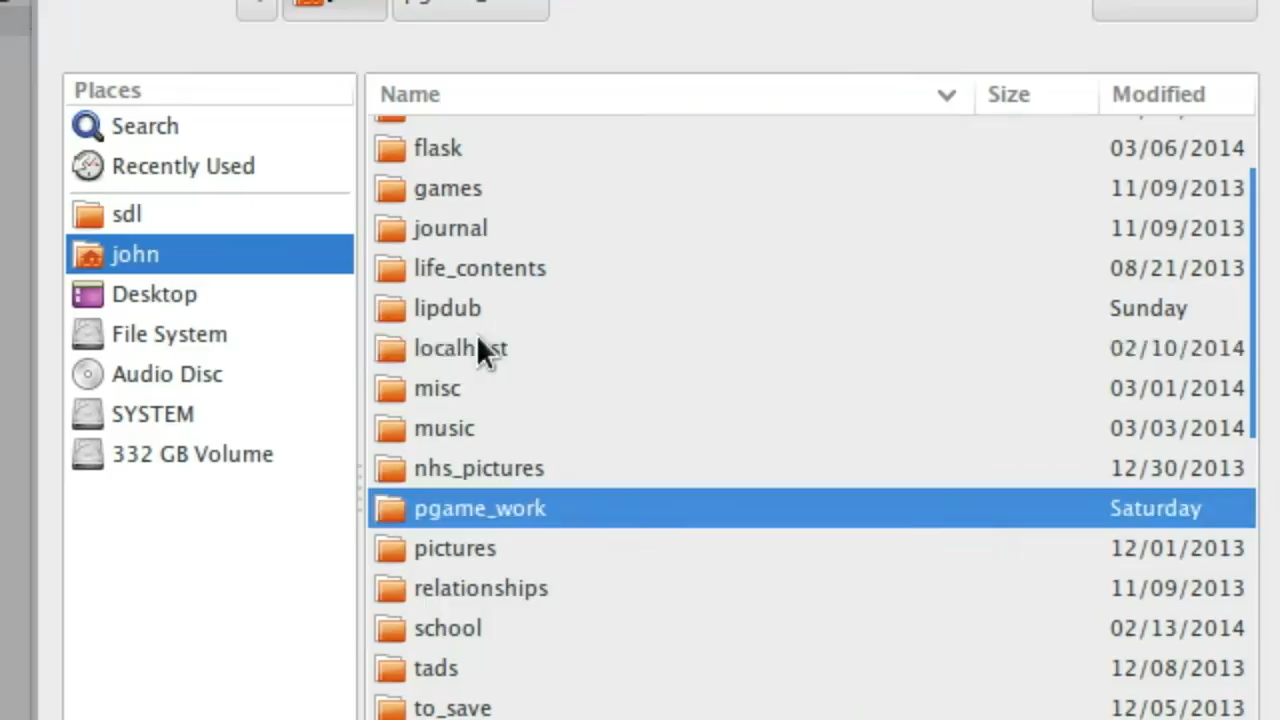 Places
Search
Recently Used
sdl
john
Desktop
File System
Audio Disc
SYSTEM
332 GB Volume
Name Size Modified
flask 03/06/2014
games 11/09/2013
journal 11/09/2013
life_contents 08/21/2013
lipdub Sunday
localhost 02/10/2014
misc 03/01/2014
music 03/03/2014
nhs_pictures 12/30/2013
pgame_work Saturday
pictures 12/01/2013
relationships 11/09/2013
school 02/13/2014
tads 12/08/2013
to_save 12/05/2013